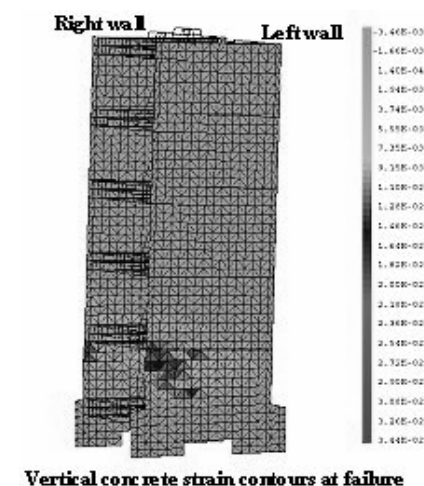 Right wall
Left wall
-3.46E-03
-1.66E-03
1.40E-04
1.94E-03
3.74E-03
5.55E-03
7.35E-03
9.15E-03
1.10E-02
1.28E-02
1.46E-02
1.64E-02
1.82E-02
2.00E-02
2.18E-02
2.36E-02
2.54E-02
2.72E-02
2.90E-02
3.08E-02
3.26E-02
3.44E-02
Vertical concrete strain contours at failure